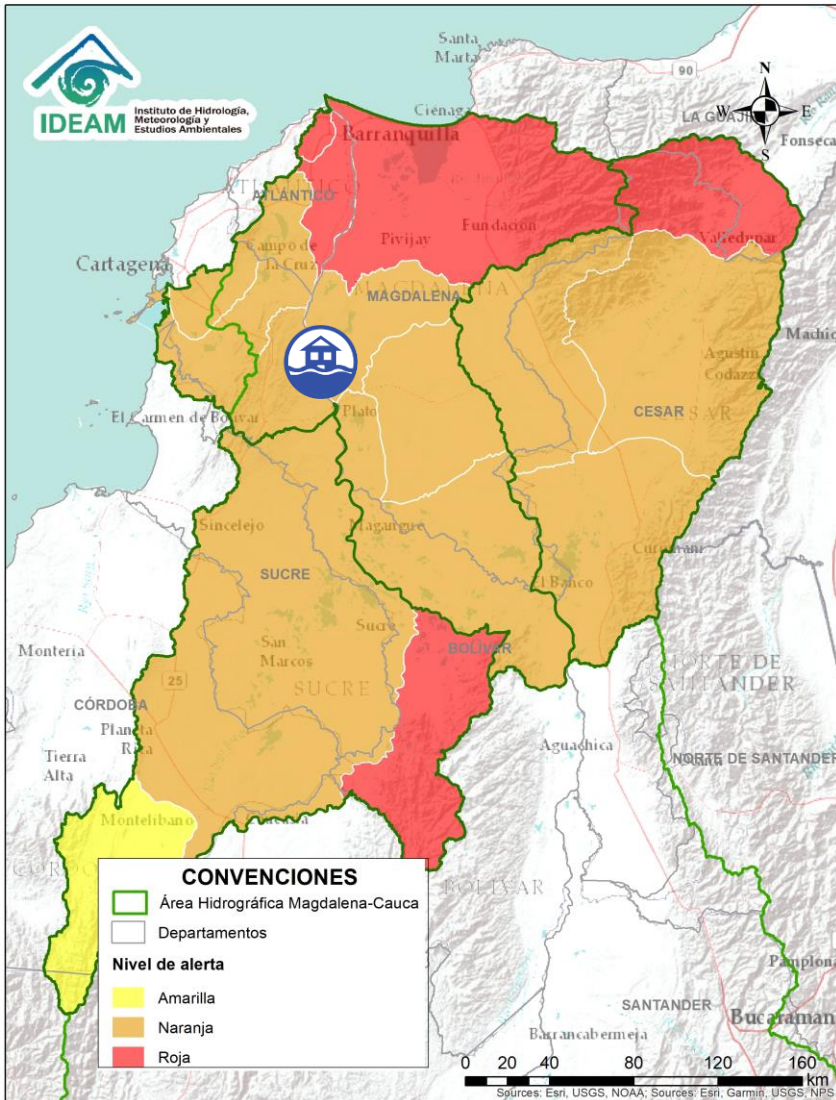 IDEAM
Instituto de Hidrología,
Meteorología y
Estudios Ambientales
Santa
Marta
90
N
W
E
S
Ciénaga
LA GUAJI
Fonseca
Barranquilla
ATLÁNTICO
Valledupar
Fundación
Pivijay
Campo de
la Cruz
Cartagena
MAGDALENA
Agustín
Codazzi
Plato
CESAR
El Carmen de Bolívar
Sincelejo
Magangue
El Banco
SUCRE
Sucre
San
Marcos
SUCRE
BOLÍVAR
Montería
25
NORTE DE
SANTANDER
CÓRDOBA
Planeta
Rica
Aguachica
Tierra
Alta
NORTE DE SANTANDER
Montelíbano
BOLÍVAR
CONVENCIONES
Área Hidrográfica Magdalena-Cauca
Departamentos
Nivel de alerta
Amarilla
Naranja
Roja
Pamplona
SANTANDER
Bucaraman
Barrancabermeja
0 20 40 80 120 160
km
Sources: Esri, USGS, NOAA; Sources: Esri, Garmin, USGS, NPS